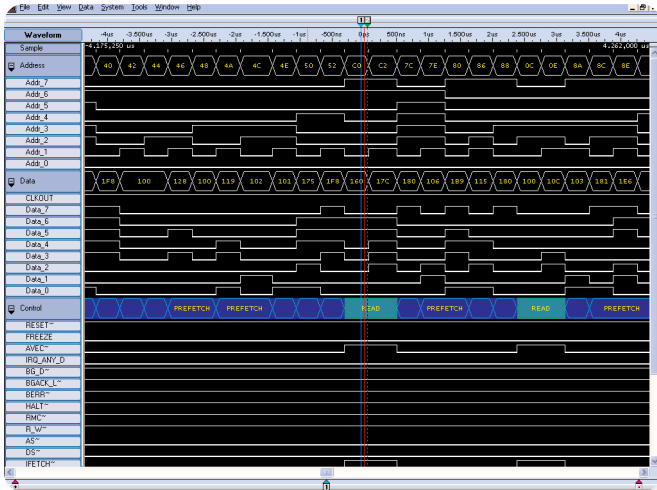 File Edit View Data System Tools Window Help
1
Waveform -4us -3.500us -3us -2.500us -2us -1.500us -1us -500ns 0ps 500ns 1us 1.500us 2us 2.500us 3us 3.500us 4us
Sample -4.175,250 us 4.262,000 us
Address 40 42 44 46 48 4A 4C 4E 50 52 C0 C2 7C 7E 80 86 88 0C 0E 8A 8C 8E
Addr_7
Addr_6
Addr_5
Addr_4
Addr_3
Addr_2
Addr_1
Addr_0
Data 1F8 100 128 100 119 102 101 175 1F8 160 17C 180 106 1B9 115 180 100 10C 103 181 1E6
CLKOUT
Data_7
Data_6
Data_5
Data_4
Data_3
Data_2
Data_1
Data_0
Control PREFETCH PREFETCH READ PREFETCH READ PREFETCH
RESET~
FREEZE
AVEC~
IRQ_ANY_D
BG_D~
BGACK_L~
BERR~
HALT~
RMC~
R_W~
AS~
DS~
IFETCH~
1